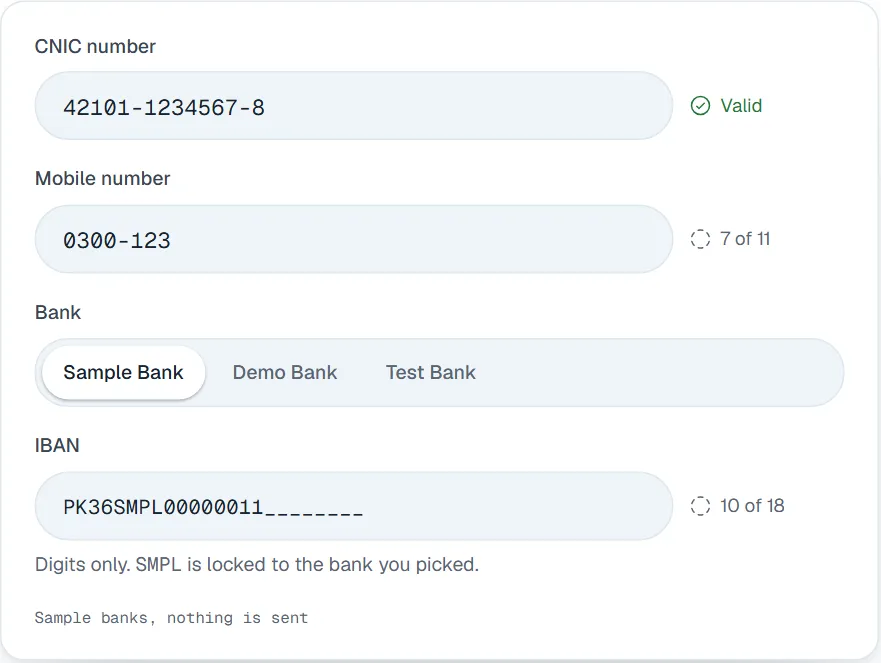 CNIC number
42101-1234567-8
Valid
Mobile number
0300-123
7 of 11
Bank
Sample Bank Demo Bank Test Bank
IBAN
PK36SMPL00000011________
10 of 18
Digits only. SMPL is locked to the bank you picked.
Sample banks, nothing is sent